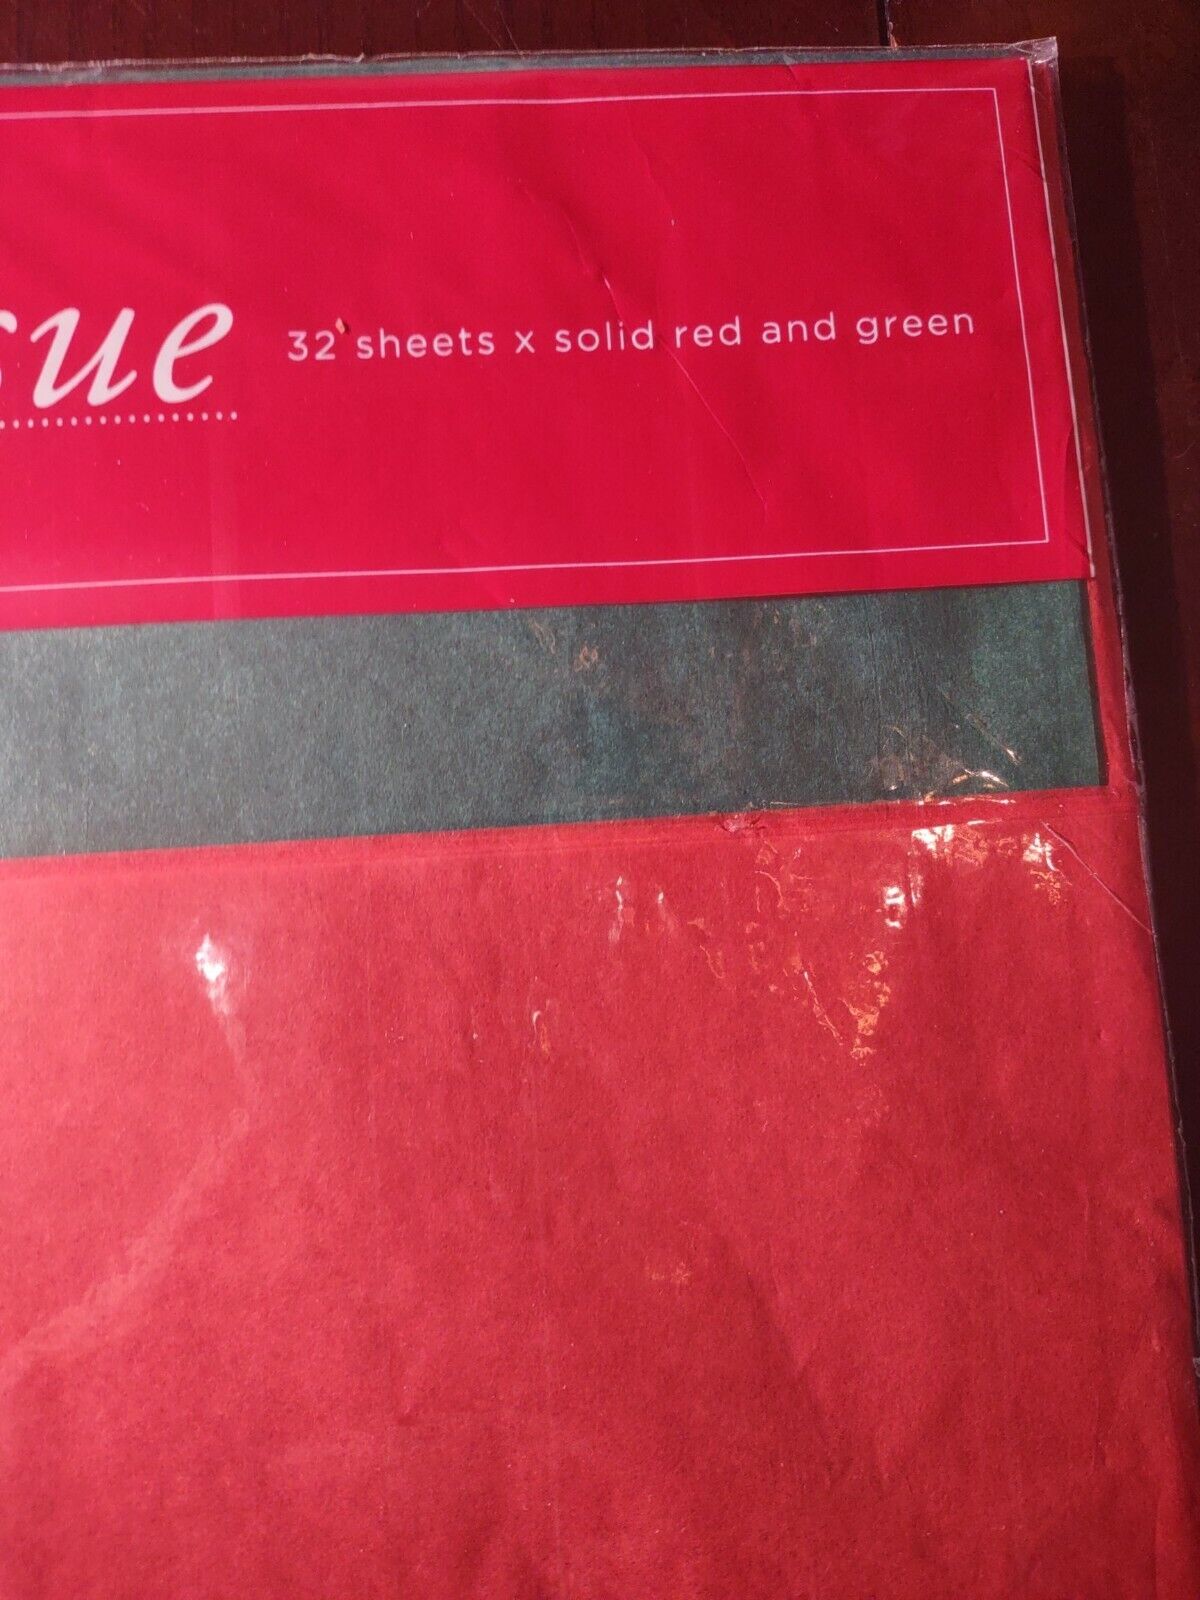 sue 32 sheets x solid red and green